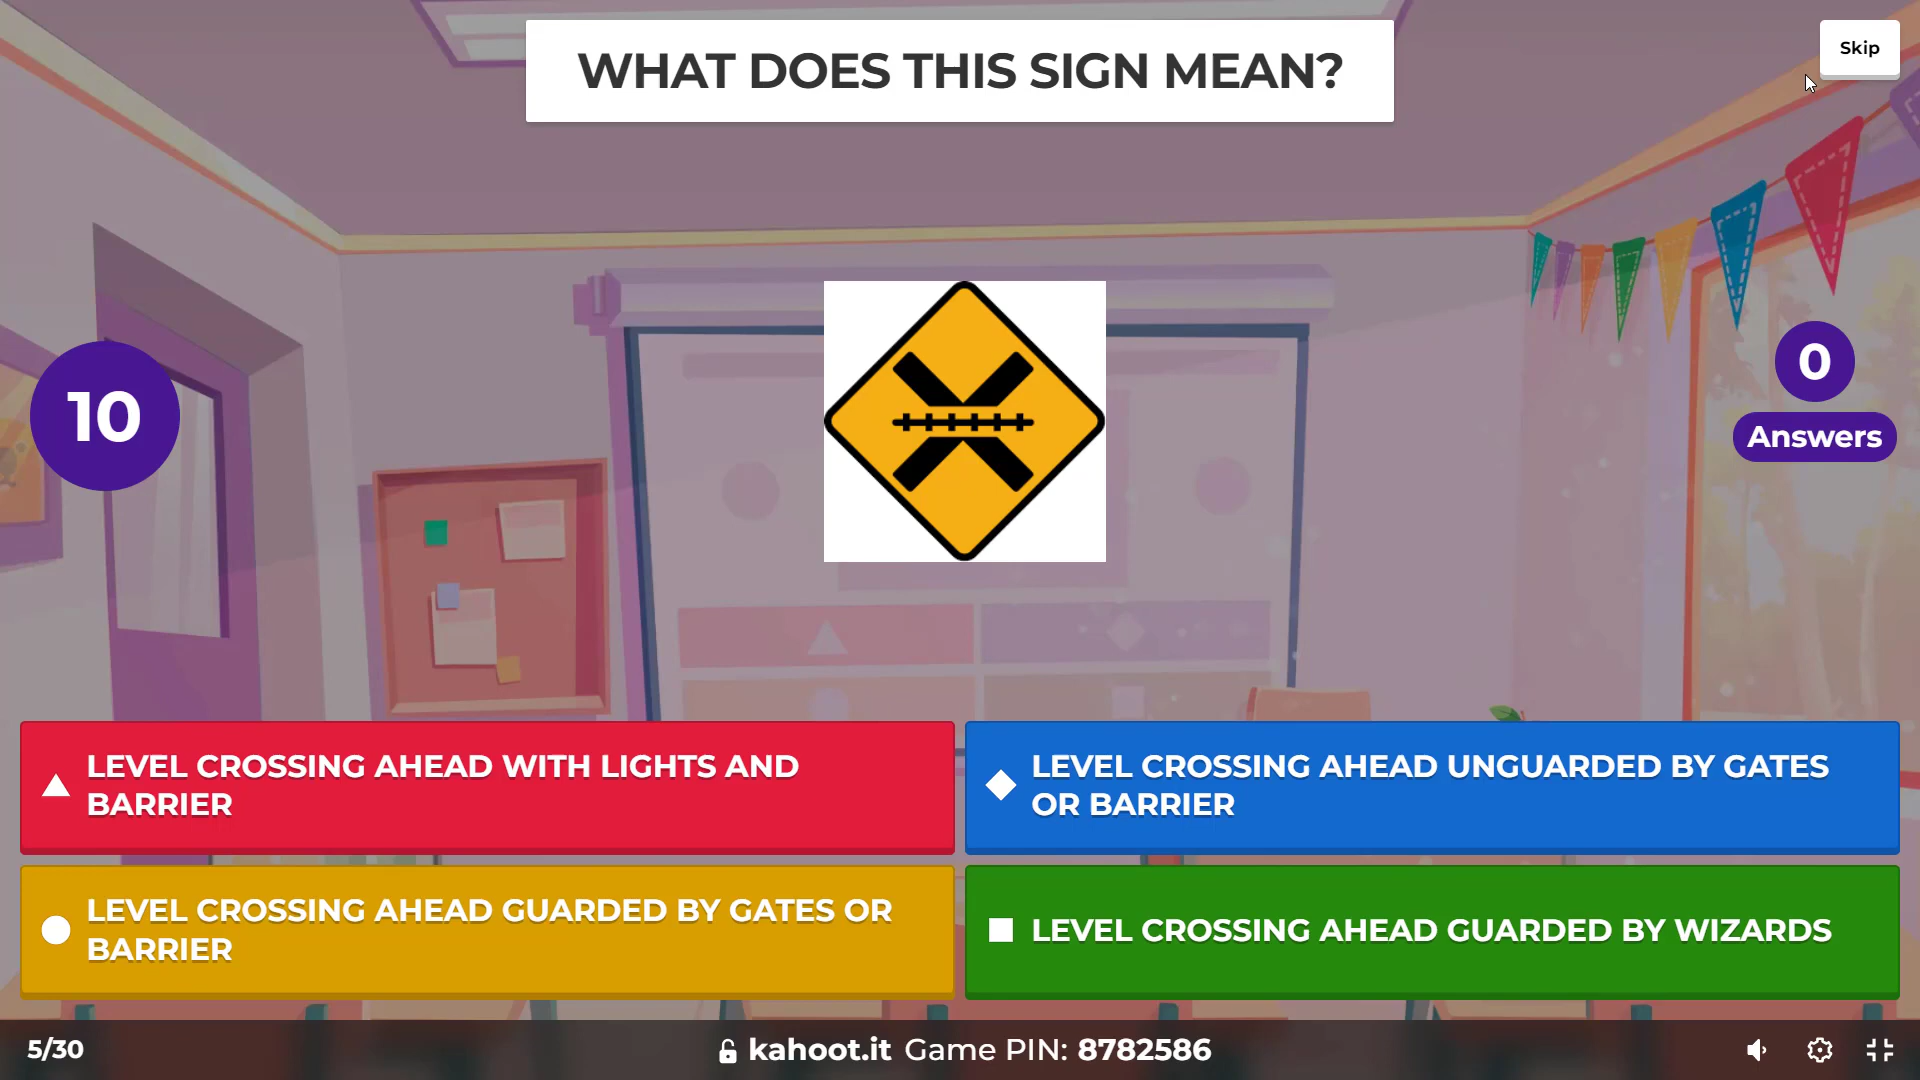 WHAT DOES THIS SIGN MEAN?
Skip
10
0
Answers
LEVEL CROSSING AHEAD WITH LIGHTS AND
BARRIER
LEVEL CROSSING AHEAD UNGUARDED BY GATES
OR BARRIER
LEVEL CROSSING AHEAD GUARDED BY GATES OR
BARRIER
LEVEL CROSSING AHEAD GUARDED BY WIZARDS
5/30
kahoot.it Game PIN: 8782586